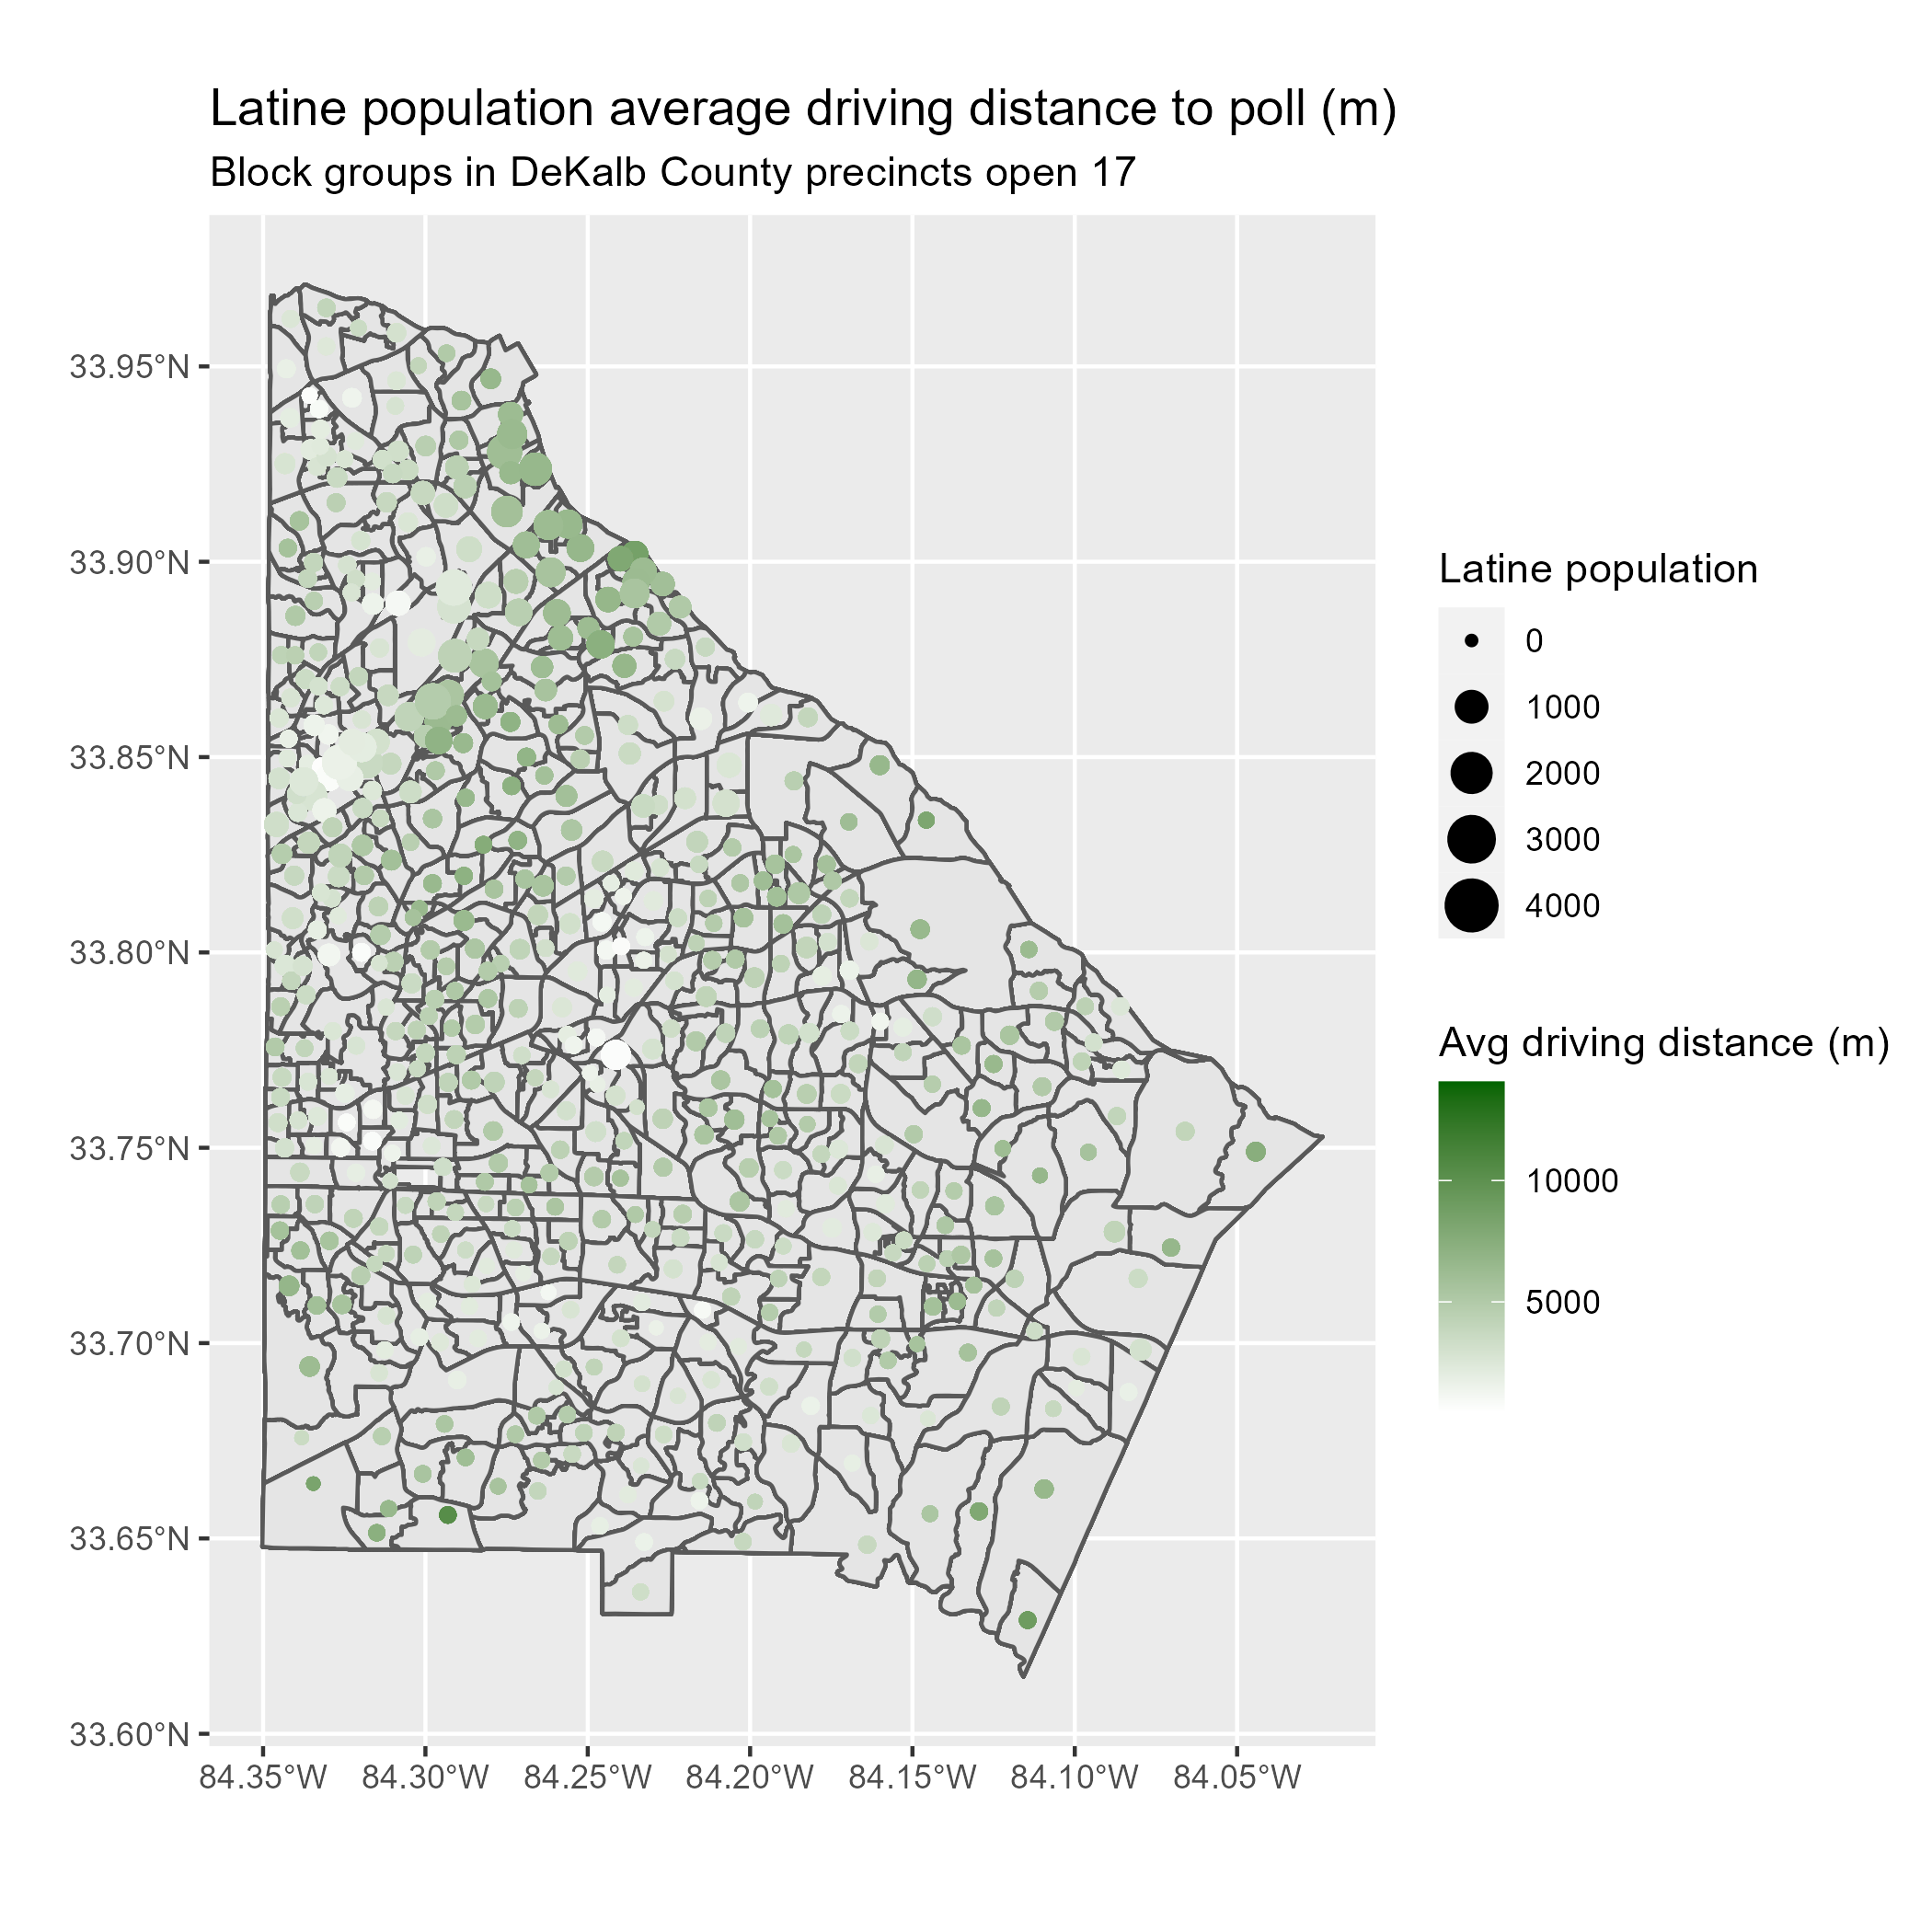 Latine population average driving distance to poll (m)
Block groups in DeKalb County precincts open 17
33.95°N
33.90°N
33.85°N
33.80°N
33.75°N
33.70°N
33.65°N
33.60°N
84.35°W 84.30°W 84.25°W 84.20°W 84.15°W 84.10°W 84.05°W
Latine population
0
1000
2000
3000
4000
Avg driving distance (m)
10000
5000